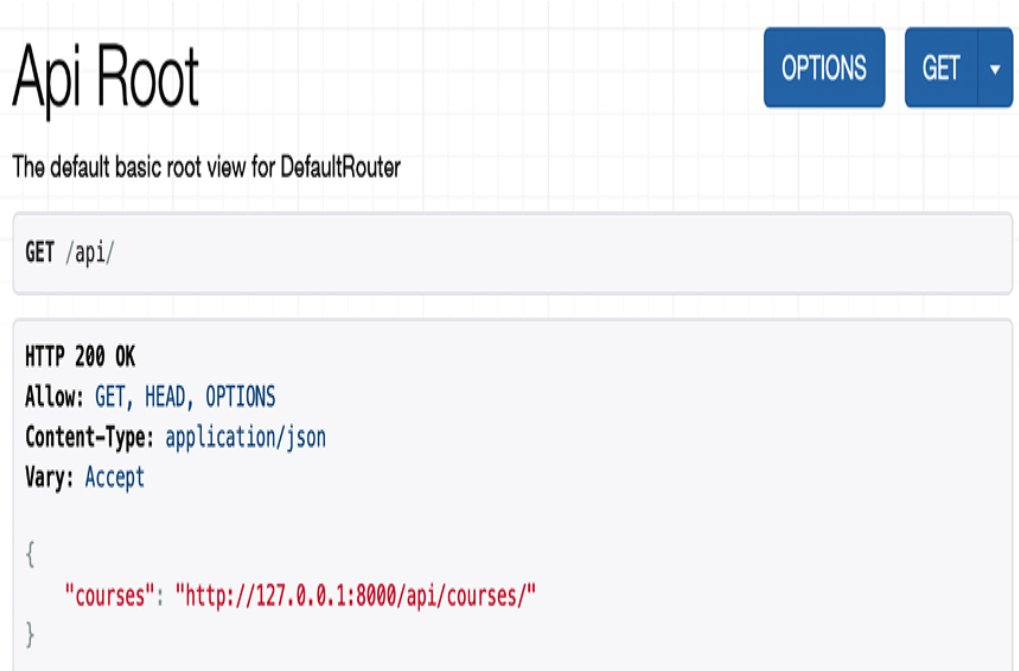 Api Root
OPTIONS
GET
The default basic root view for DefaultRouter
GET /api/
HTTP 200 OK
Allow: GET, HEAD, OPTIONS
Content-Type: application/json
Vary: Accept
{
"courses": "http://127.0.0.1:8000/api/courses/"
}